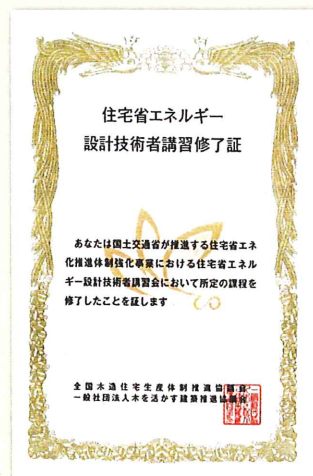 住宅省エネルギー
設計技術者講習修了証
あなたは国土交通省が推進する住宅省エネ
化推進体制強化事業における住宅省エネル
ギー設計技術者講習会において所定の課程を
修了したことを証します
全国木造住宅生産体制推進協議会
一般社団法人木を活かす建築推進協議会